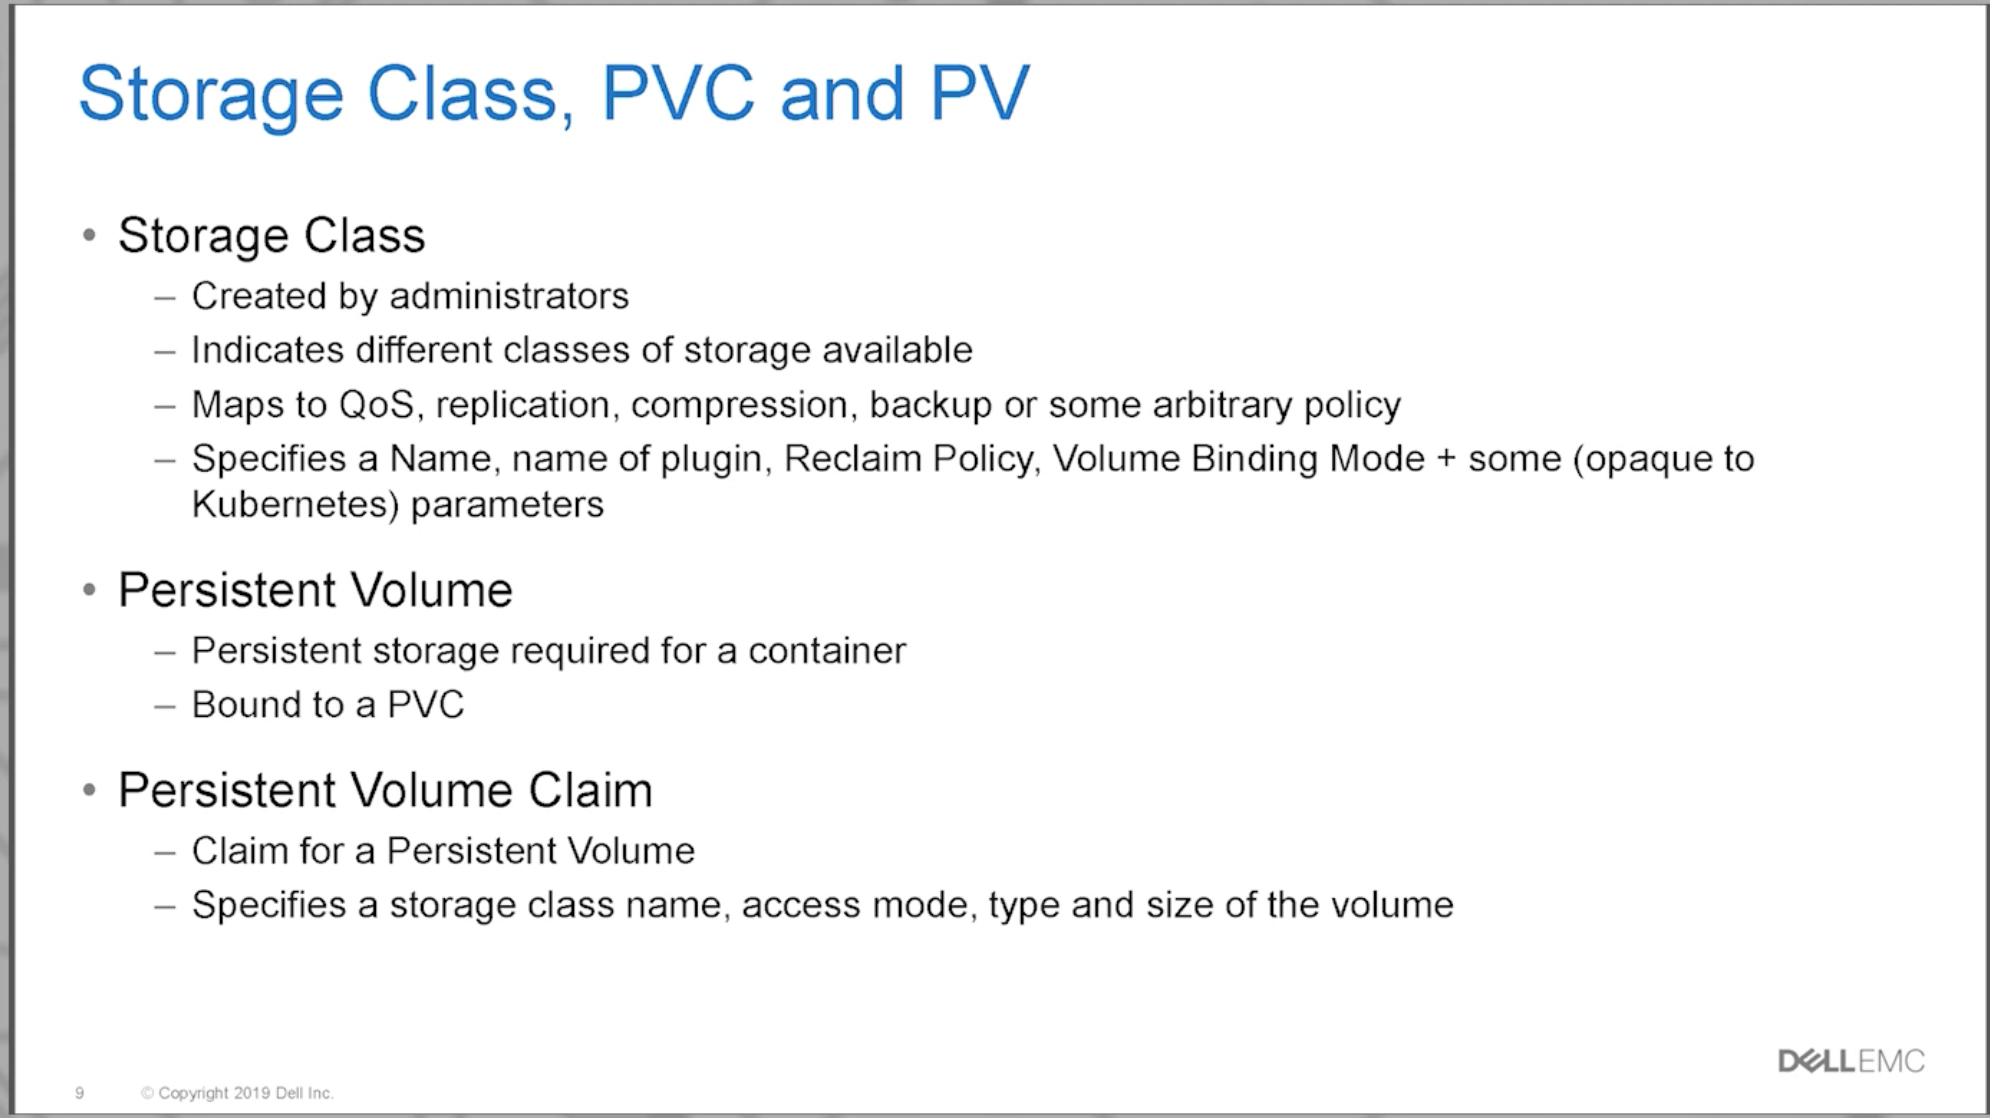 Storage Class, PVC and PV
• Storage Class
– Created by administrators
– Indicates different classes of storage available
– Maps to QoS, replication, compression, backup or some arbitrary policy
– Specifies a Name, name of plugin, Reclaim Policy, Volume Binding Mode + some (opaque to
Kubernetes) parameters
• Persistent Volume
– Persistent storage required for a container
– Bound to a PVC
• Persistent Volume Claim
– Claim for a Persistent Volume
– Specifies a storage class name, access mode, type and size of the volume
DELLEMC
9 © Copyright 2019 Dell Inc.